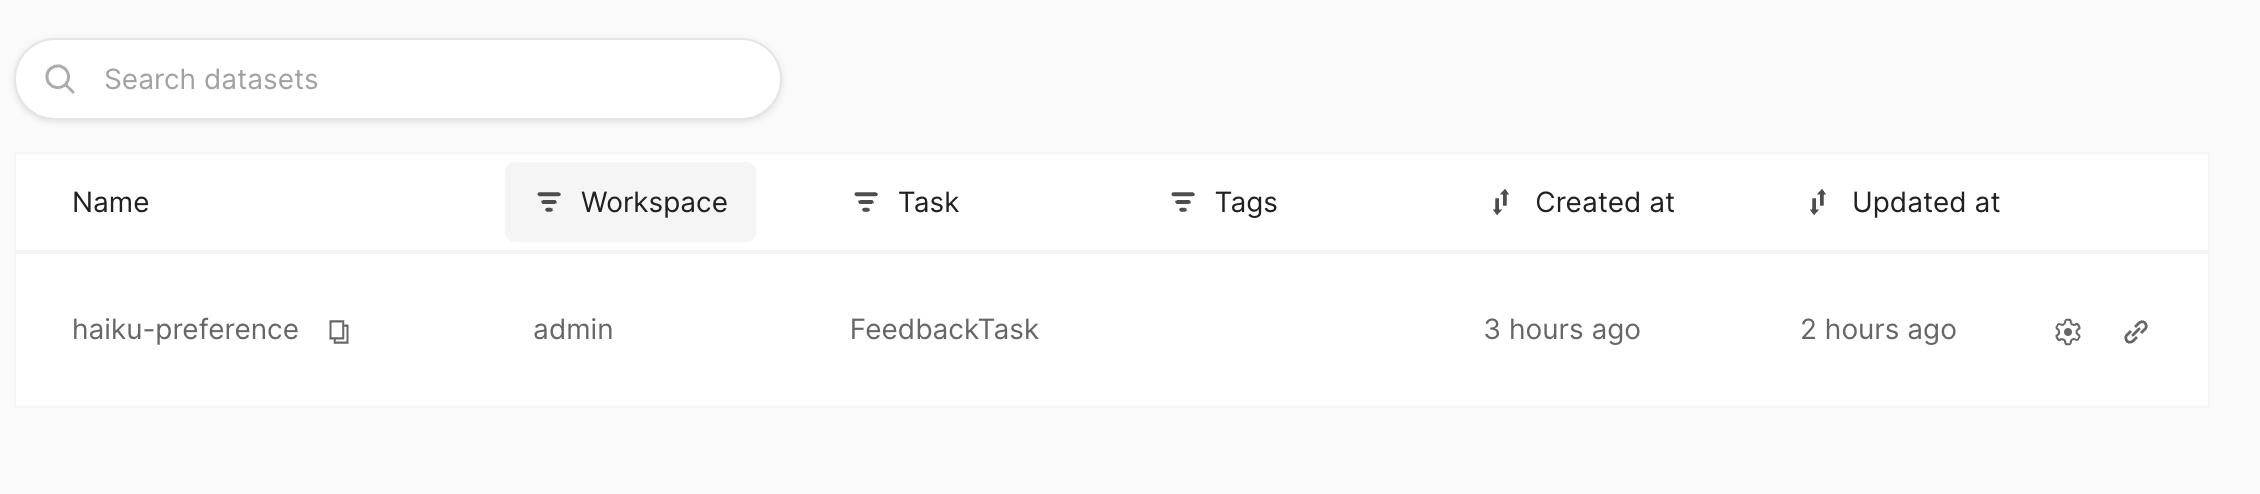 Search datasets
Name Workspace Task Tags Created at Updated at
haiku-preference admin FeedbackTask 3 hours ago 2 hours ago